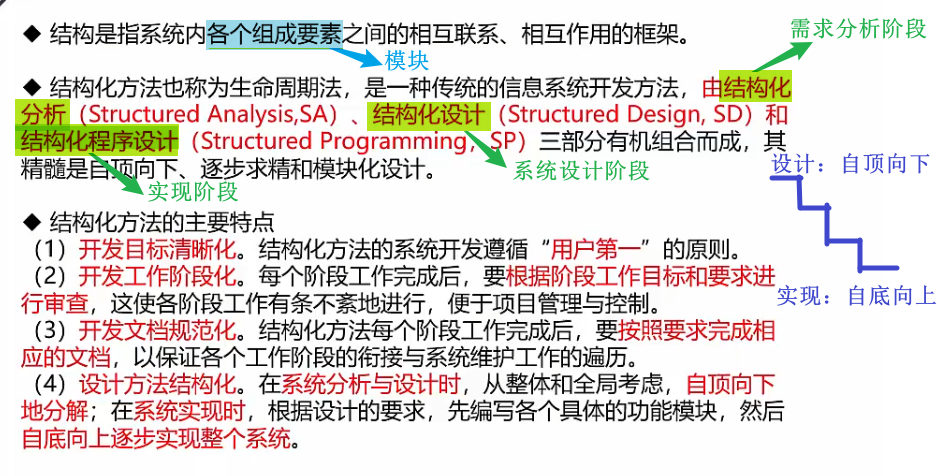 需求分析阶段
◆ 结构是指系统内各个组成要素之间的相互联系、相互作用的框架。
模块
◆ 结构化方法也称为生命周期法，是一种传统的信息系统开发方法，由结构化
分析（Structured Analysis,SA）、结构化设计（Structured Design, SD）和
结构化程序设计（Structured Programming，SP）三部分有机组合而成，其
精髓是自顶向下、逐步求精和模块化设计。
系统设计阶段
设计：自顶向下
实现阶段
◆ 结构化方法的主要特点
（1）开发目标清晰化。结构化方法的系统开发遵循“用户第一”的原则。
（2）开发工作阶段化。每个阶段工作完成后，要根据阶段工作目标和要求进
行审查，这使各阶段工作有条不紊地进行，便于项目管理与控制。
实现：自底向上
（3）开发文档规范化。结构化方法每个阶段工作完成后，要按照要求完成相
应的文档，以保证各个工作阶段的衔接与系统维护工作的遍历。
（4）设计方法结构化。在系统分析与设计时，从整体和全局考虑，自顶向下
地分解；在系统实现时，根据设计的要求，先编写各个具体的功能模块，然后
自底向上逐步实现整个系统。